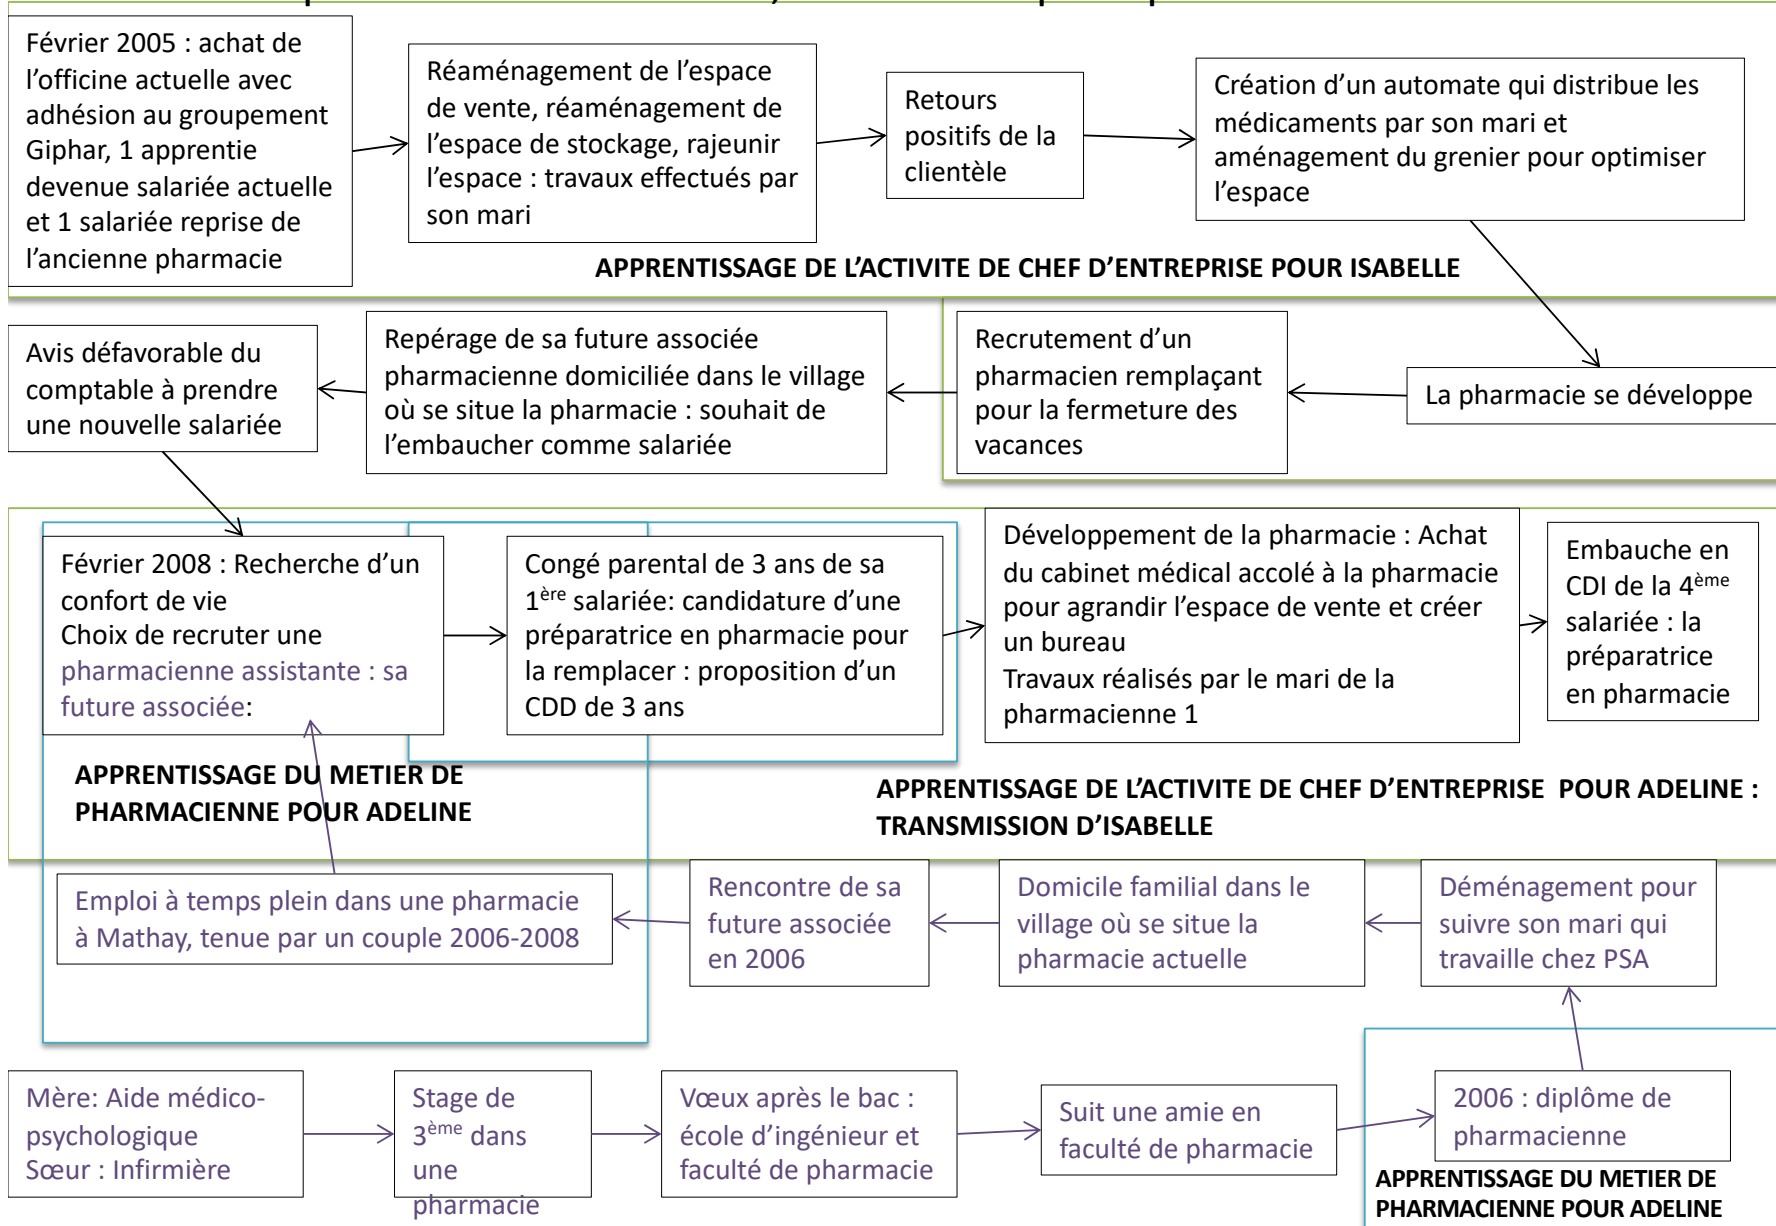 Février 2005 : achat de
l’officine actuelle avec
adhésion au groupement
Giphar, 1 apprentie
devenue salariée actuelle
et 1 salariée reprise de
l’ancienne pharmacie
Réaménagement de l’espace
de vente, réaménagement de
l’espace de stockage, rajeunir
l’espace : travaux effectués par
son mari
Retours
positifs de la
clientèle
Création d’un automate qui distribue les
médicaments par son mari et
aménagement du grenier pour optimiser
l’espace
APPRENTISSAGE DE L’ACTIVITE DE CHEF D’ENTREPRISE POUR ISABELLE
Avis défavorable du
comptable à prendre
une nouvelle salariée
Repérage de sa future associée
pharmacienne domiciliée dans le village
où se situe la pharmacie : souhait de
l’embaucher comme salariée
Recrutement d’un
pharmacien remplaçant
pour la fermeture des
vacances
La pharmacie se développe
Février 2008 : Recherche d’un
confort de vie
Choix de recruter une
pharmacienne assistante : sa
future associée:
Congé parental de 3 ans de sa
1ère salariée: candidature d’une
préparatrice en pharmacie pour
la remplacer : proposition d’un
CDD de 3 ans
Développement de la pharmacie : Achat
du cabinet médical accolé à la pharmacie
pour agrandir l’espace de vente et créer
un bureau
Travaux réalisés par le mari de la
pharmacienne 1
Embauche en
CDI de la 4ème
salariée : la
préparatrice
en pharmacie
APPRENTISSAGE DU METIER DE
PHARMACIENNE POUR ADELINE
APPRENTISSAGE DE L’ACTIVITE DE CHEF D’ENTREPRISE POUR ADELINE :
TRANSMISSION D’ISABELLE
Emploi à temps plein dans une pharmacie
à Mathay, tenue par un couple 2006-2008
Rencontre de sa
future associée
en 2006
Domicile familial dans le
village où se situe la
pharmacie actuelle
Déménagement pour
suivre son mari qui
travaille chez PSA
Mère: Aide médico-
psychologique
Sœur : Infirmière
Stage de
3ème dans
une
pharmacie
Vœux après le bac :
école d’ingénieur et
faculté de pharmacie
Suit une amie en
faculté de pharmacie
2006 : diplôme de
pharmacienne
APPRENTISSAGE DU METIER DE
PHARMACIENNE POUR ADELINE